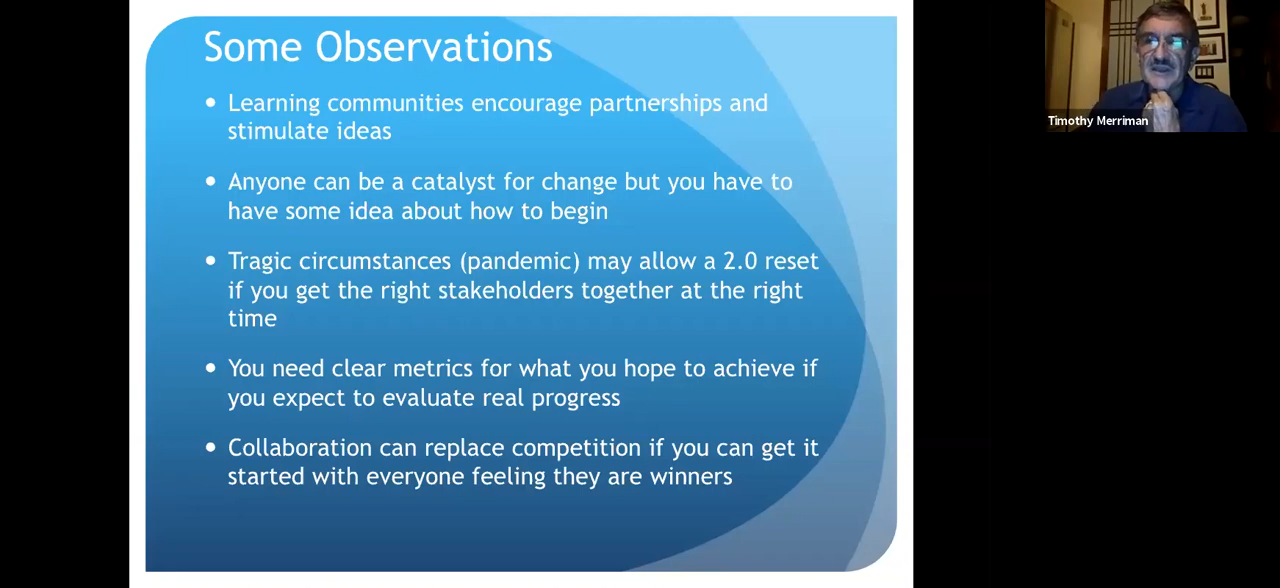 Some Observations
• Learning communities encourage partnerships and
stimulate ideas
• Anyone can be a catalyst for change but you have to
have some idea about how to begin
• Tragic circumstances (pandemic) may allow a 2.0 reset
if you get the right stakeholders together at the right
time
• You need clear metrics for what you hope to achieve if
you expect to evaluate real progress
• Collaboration can replace competition if you can get it
started with everyone feeling they are winners
Timothy Merriman